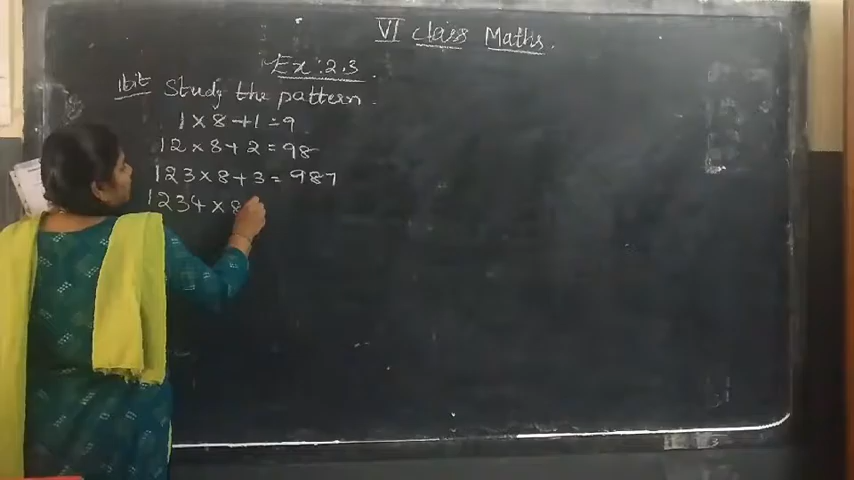 VI class Maths.
Ex: 2.3.
1bit Study the pattern.
1 × 8 + 1 = 9
12 × 8 + 2 = 98
123 × 8 + 3 = 987
1234 × 8